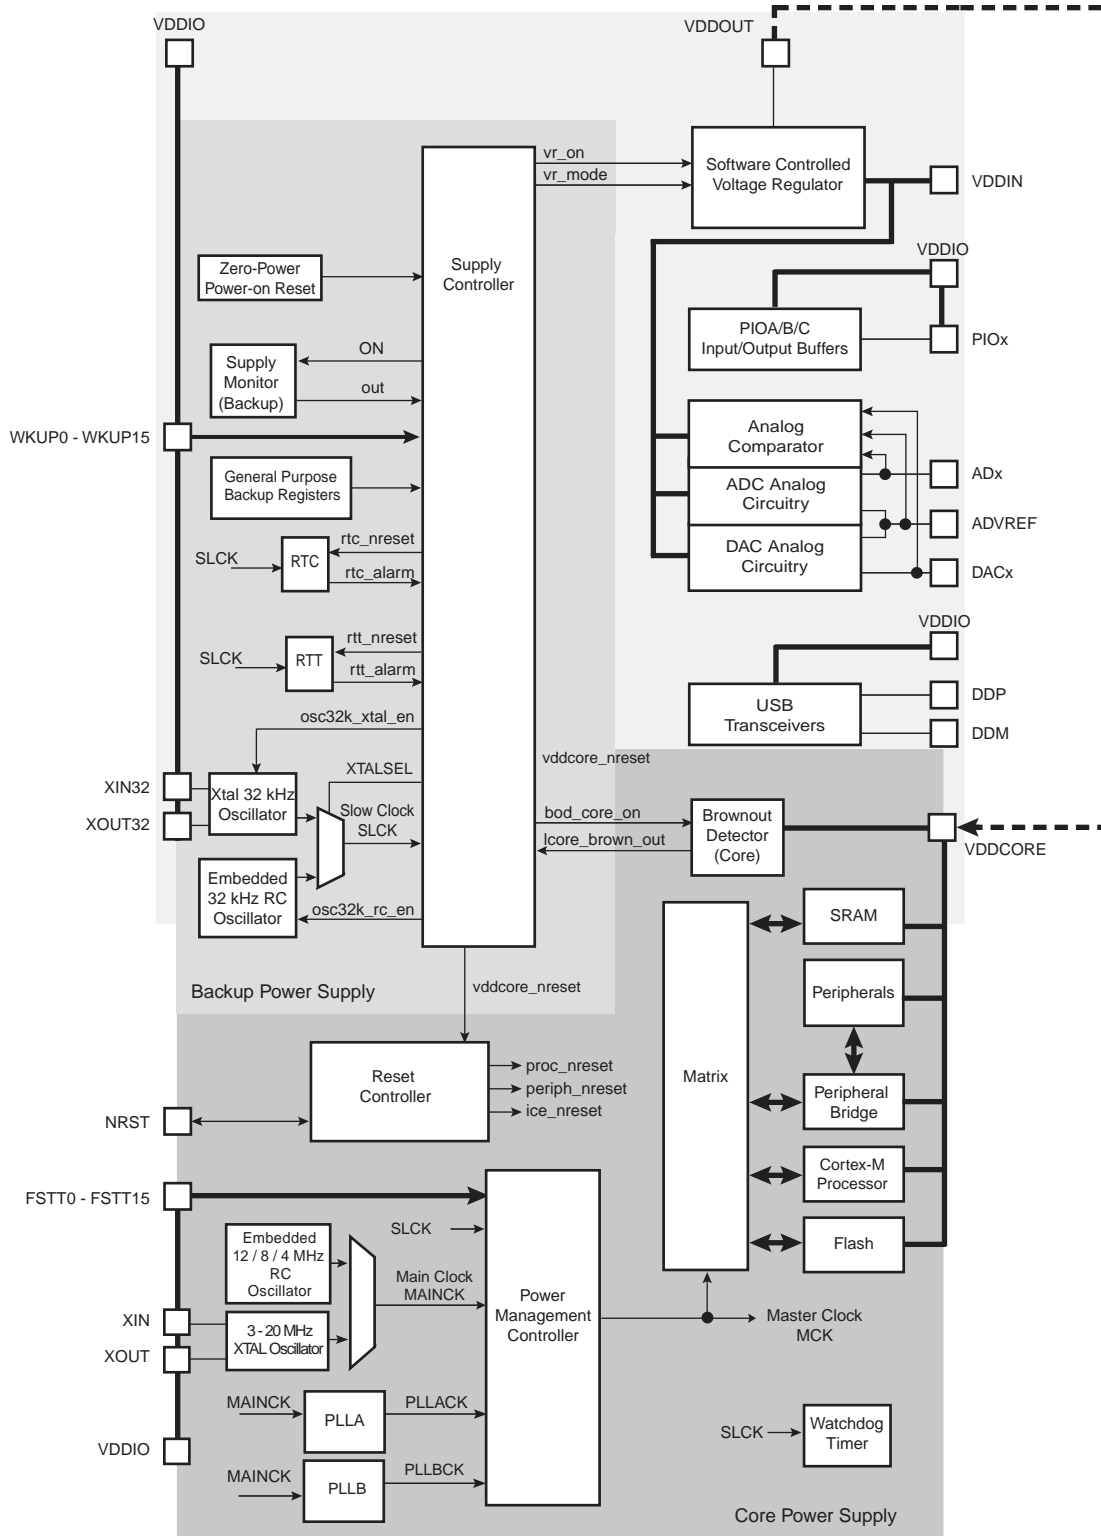 VDDIO
VDDOUT
vr_on
vr_mode
Software Controlled
Voltage Regulator
VDDIN
Supply
Controller
Zero-Power
Power-on Reset
VDDIO
PIOA/B/C
Input/Output Buffers
PIOx
Supply
Monitor
(Backup)
ON
out
WKUP0 - WKUP15
Analog
Comparator
General Purpose
Backup Registers
ADC Analog
Circuitry
ADx
ADVREF
rtc_nreset
SLCK
RTC
rtc_alarm
DAC Analog
Circuitry
DACx
VDDIO
rtt_nreset
SLCK
RTT
rtt_alarm
USB
Transceivers
DDP
DDM
osc32k_xtal_en
vddcore_nreset
XTALSEL
XIN32
XOUT32
Xtal 32 kHz
Oscillator
Slow Clock
SLCK
bod_core_on
lcore_brown_out
Brownout
Detector
(Core)
VDDCORE
Embedded
32 kHz RC
Oscillator
osc32k_rc_en
SRAM
Backup Power Supply
vddcore_nreset
Peripherals
Reset
Controller
proc_nreset
periph_nreset
ice_nreset
Matrix
Peripheral
Bridge
NRST
Cortex-M
Processor
FSTT0 - FSTT15
SLCK
Flash
Embedded
12 / 8 / 4 MHz
RC
Oscillator
Main Clock
MAINCK
Power
Management
Controller
Master Clock
MCK
XIN
XOUT
3 - 20 MHz
XTAL Oscillator
MAINCK
PLLA
PLLACK
VDDIO
MAINCK
PLLB
PLLBCK
SLCK
Watchdog
Timer
Core Power Supply